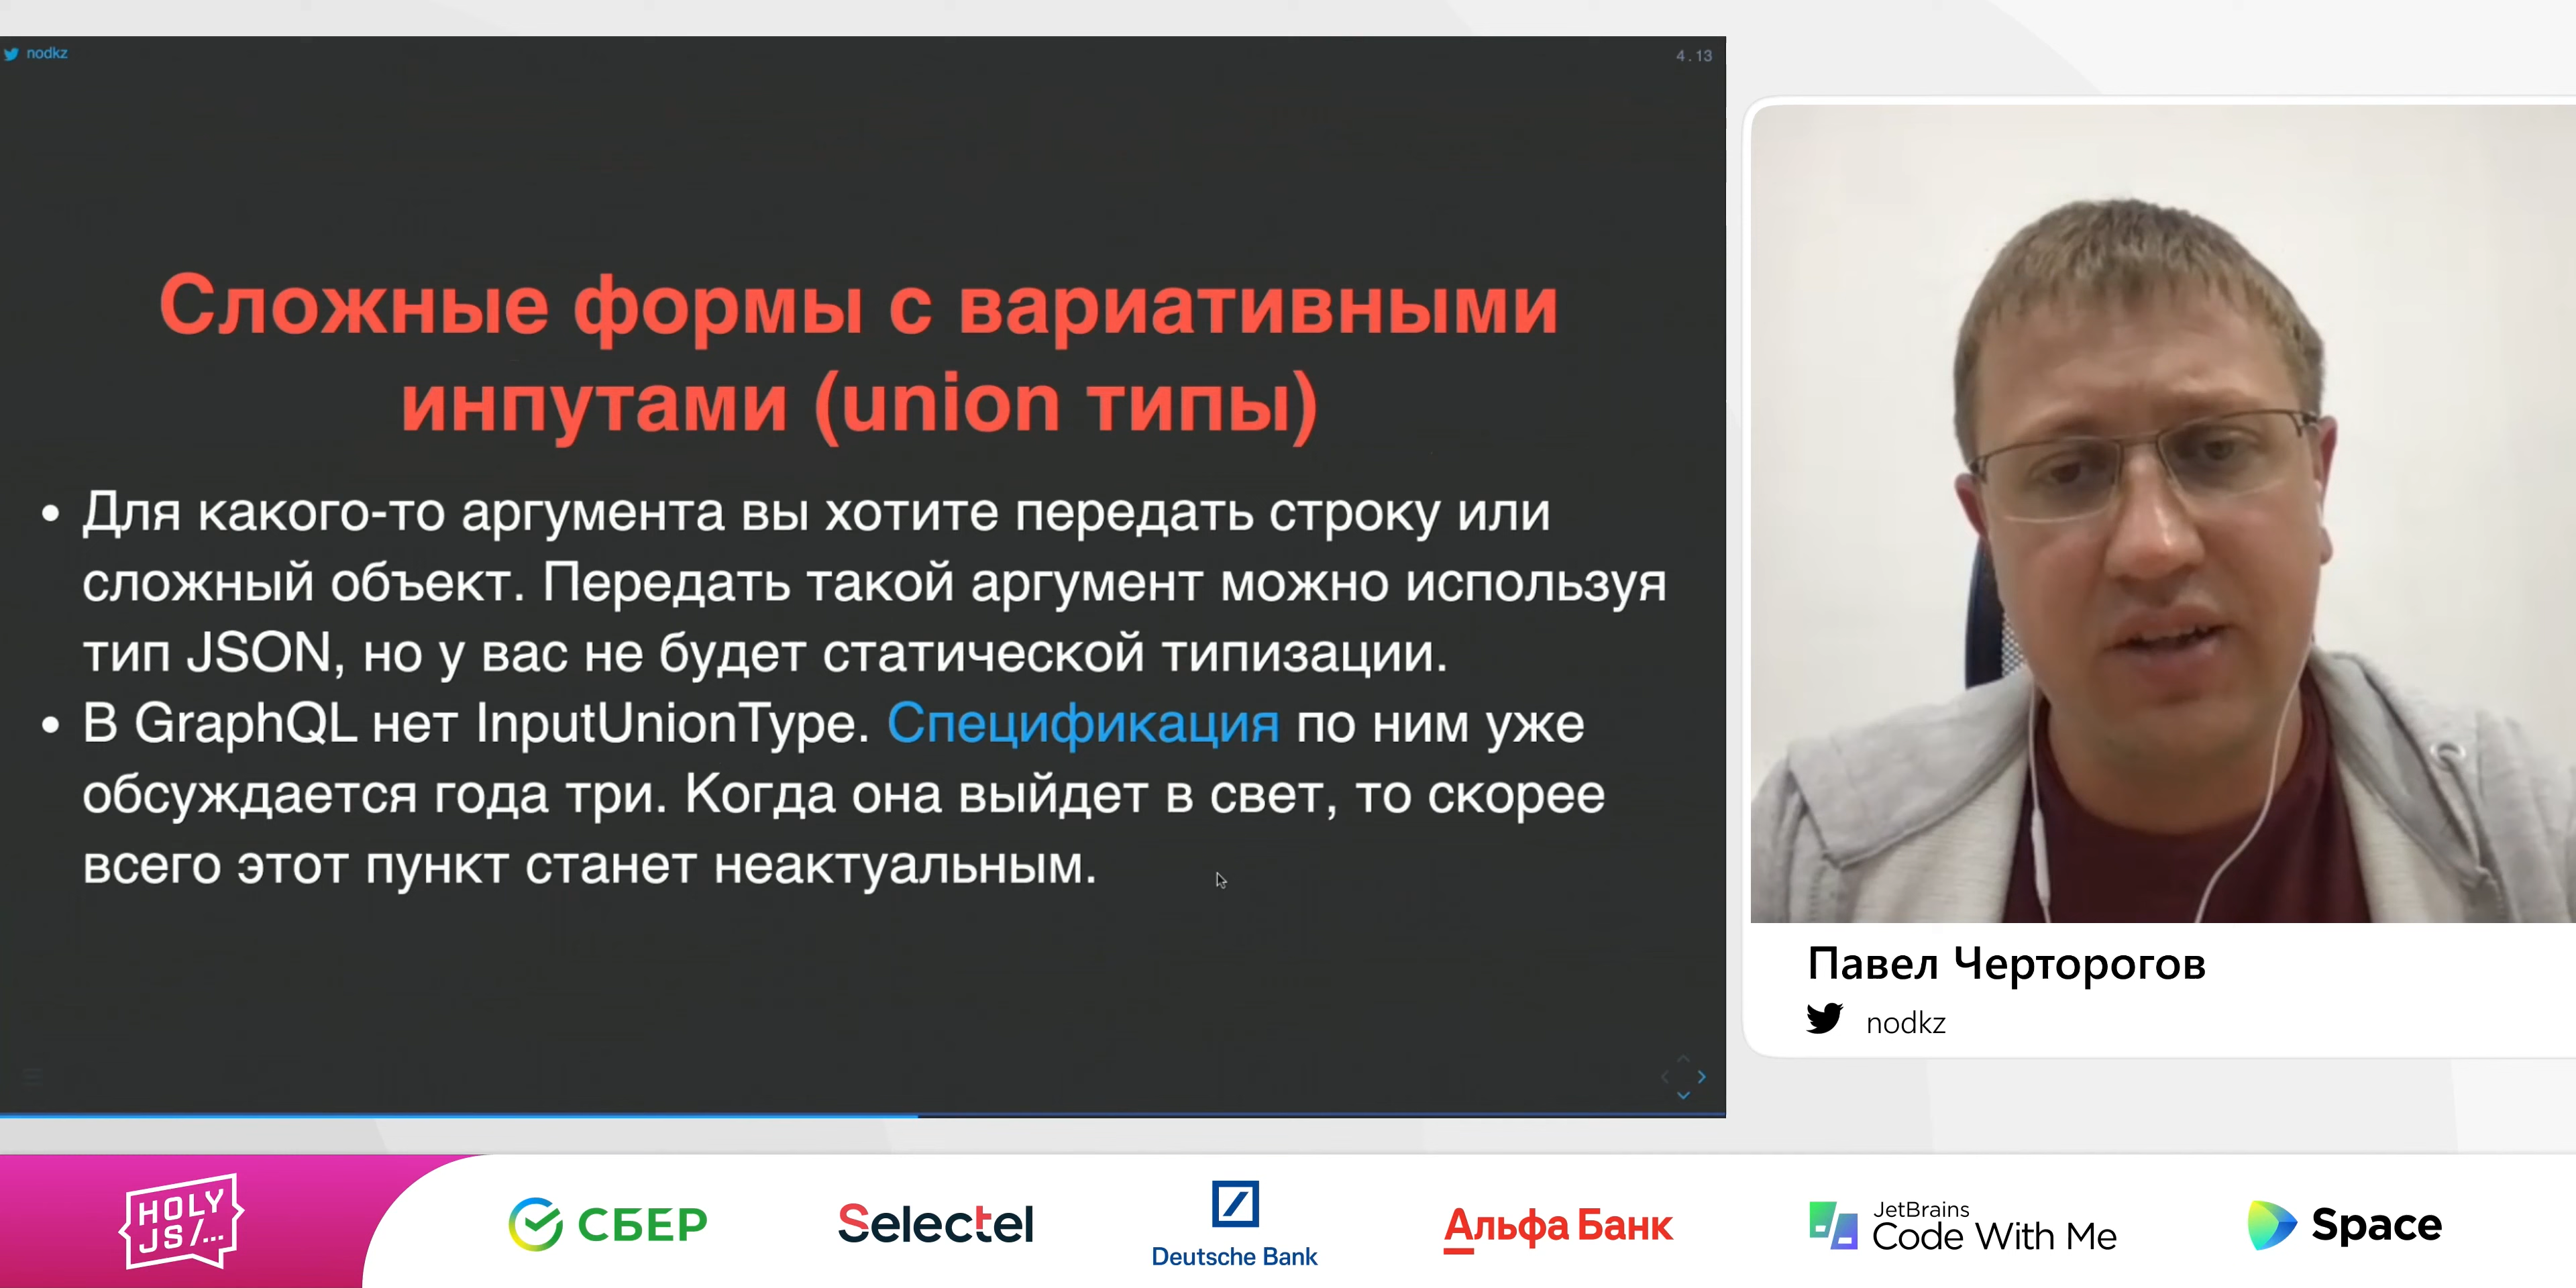 nodkz
4.13
Сложные формы с вариативными
инпутами (union типы)
• Для какого-то аргумента вы хотите передать строку или
сложный объект. Передать такой аргумент можно используя
тип JSON, но у вас не будет статической типизации.
• В GraphQL нет InputUnionType. Спецификация по ним уже
обсуждается года три. Когда она выйдет в свет, то скорее
всего этот пункт станет неактуальным.
Павел Черторогов
nodkz
HOLY
JS/...
СБЕР
Selectel
Deutsche Bank
Альфа Банк
JetBrains
Code With Me
Space